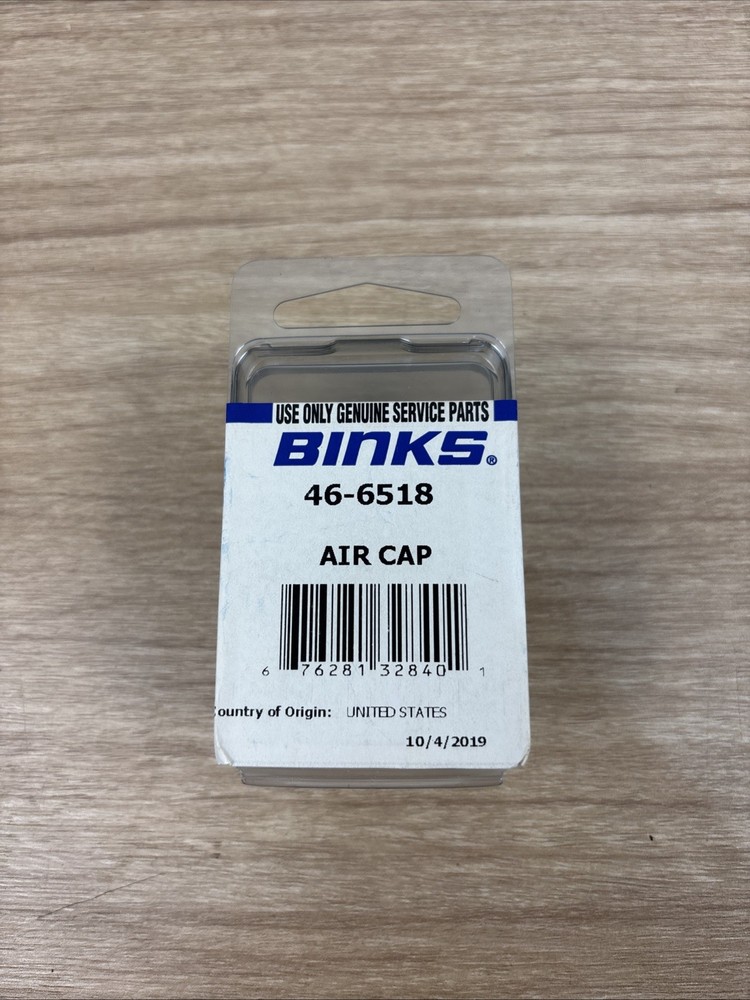 USE ONLY GENUINE SERVICE PARTS
BINKS®
46-6518
AIR CAP
6 76281 32840 1
ountry of Origin: UNITED STATES
10/4/2019